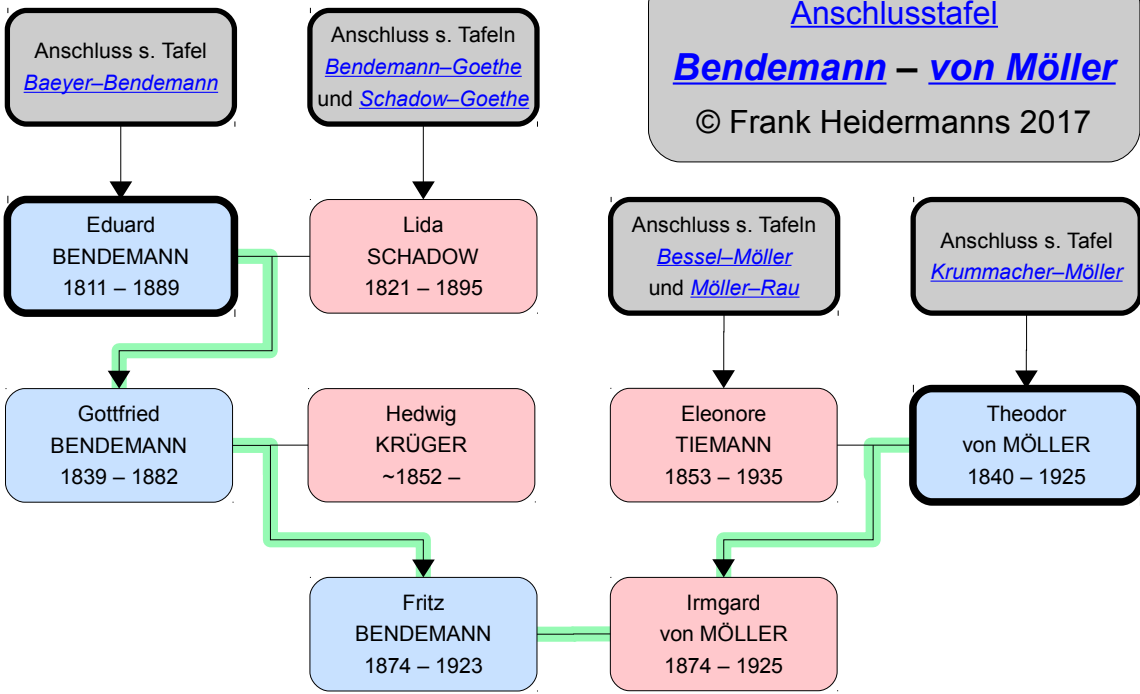 Anschluss s. Tafel
Baeyer–Bendemann
Anschluss s. Tafeln
Bendemann–Goethe
und Schadow–Goethe
Anschlusstafel
Bendemann – von Möller
© Frank Heidermanns 2017
Eduard
BENDEMANN
1811 – 1889
Lida
SCHADOW
1821 – 1895
Anschluss s. Tafeln
Bessel–Möller
und Möller–Rau
Anschluss s. Tafel
Krummacher–Möller
Gottfried
BENDEMANN
1839 – 1882
Hedwig
KRÜGER
~1852 –
Eleonore
TIEMANN
1853 – 1935
Theodor
von MÖLLER
1840 – 1925
Fritz
BENDEMANN
1874 – 1923
Irmgard
von MÖLLER
1874 – 1925